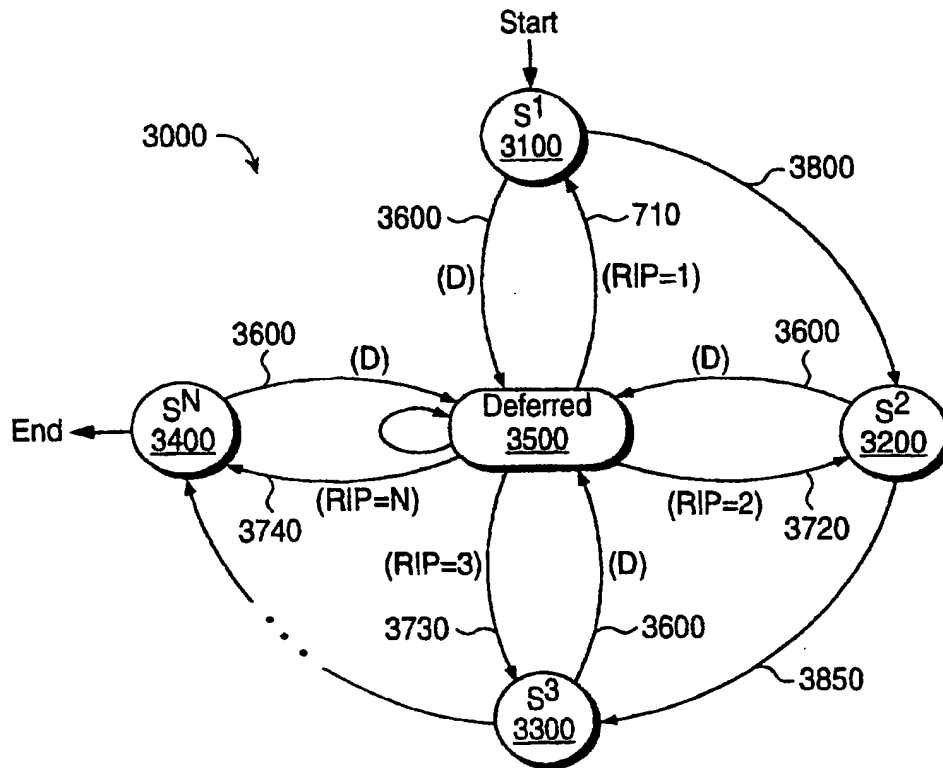 Start
S¹
3100
3000
3800
3600
710
(D)
(RIP=1)
3600
(D)
(D)
3600
Deferred
3500
End
Sᴺ
3400
S²
3200
(RIP=N)
3740
(RIP=2)
3720
(RIP=3)
(D)
3730
3600
S³
3300
3850